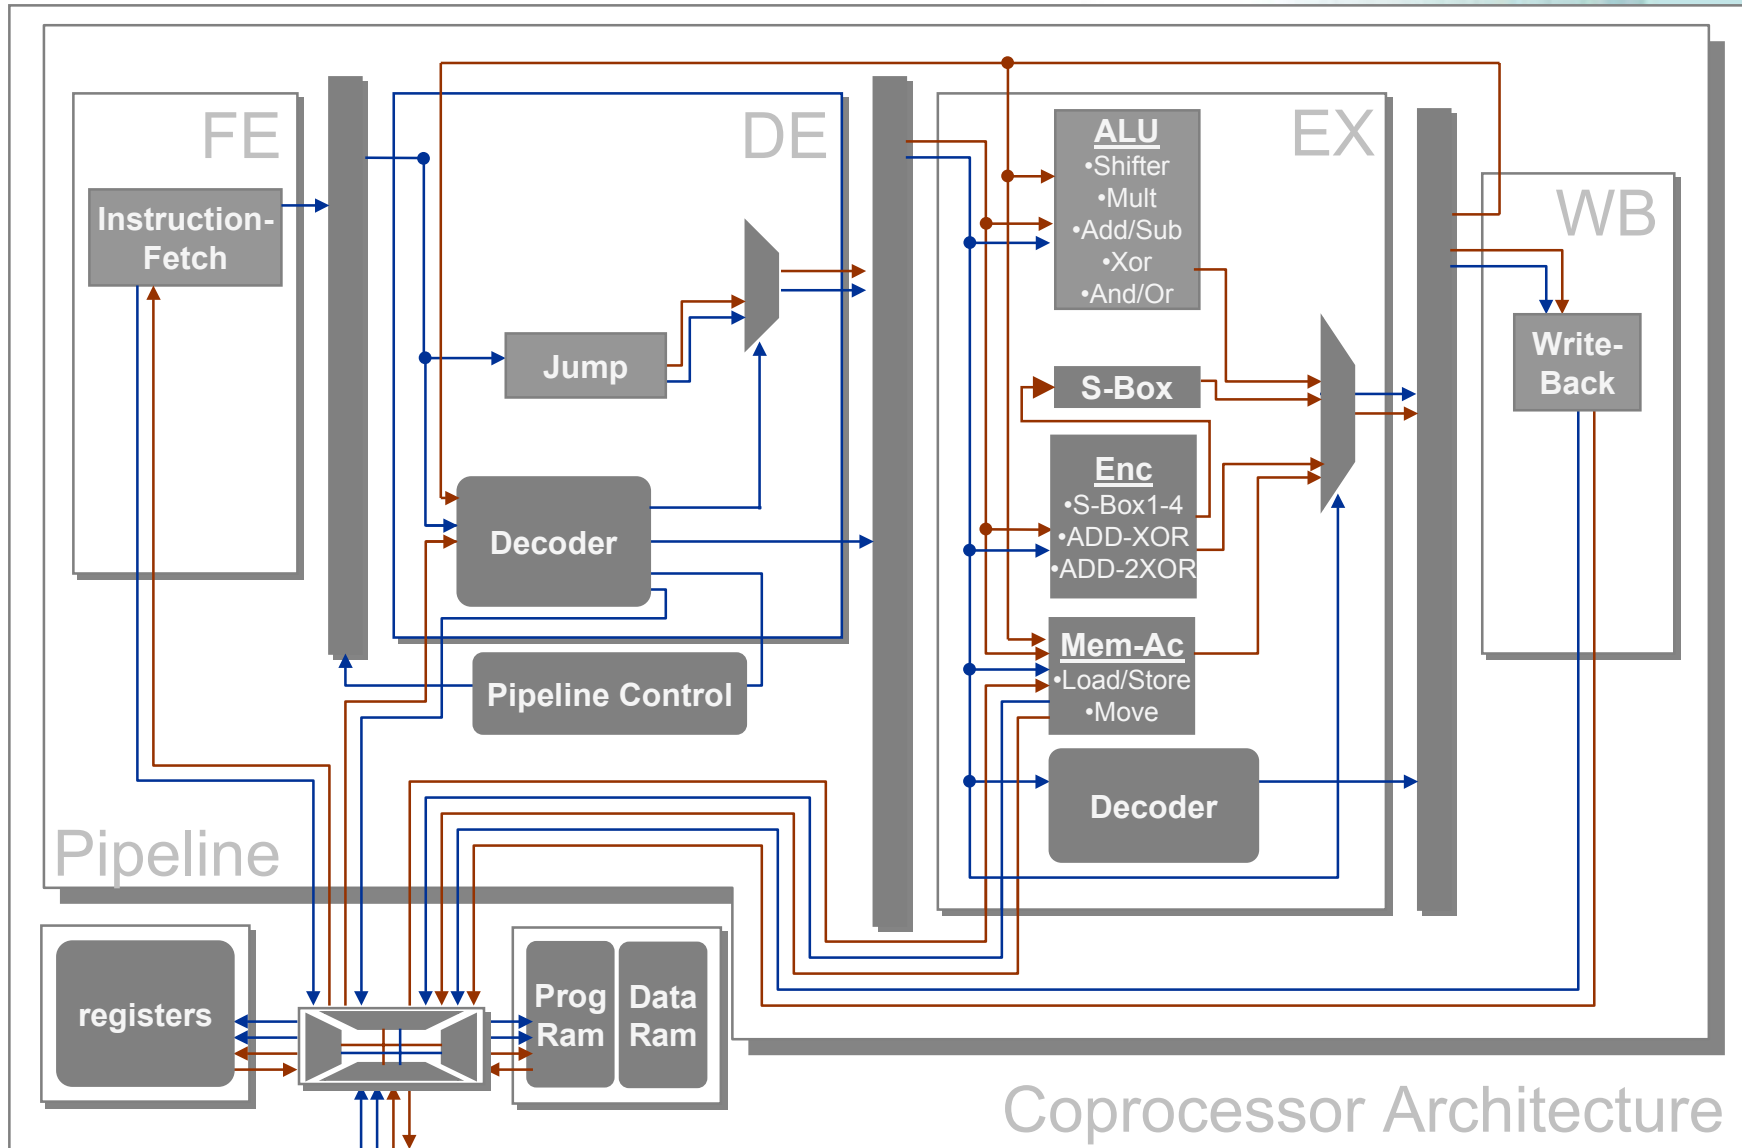 FE
DE
EX
WB
Instruction-
Fetch
Jump
Decoder
Pipeline Control
ALU
•Shifter
•Mult
•Add/Sub
•Xor
•And/Or
S-Box
Enc
•S-Box1-4
•ADD-XOR
•ADD-2XOR
Mem-Ac
•Load/Store
•Move
Decoder
Write-
Back
Pipeline
registers
Prog
Ram
Data
Ram
Coprocessor Architecture